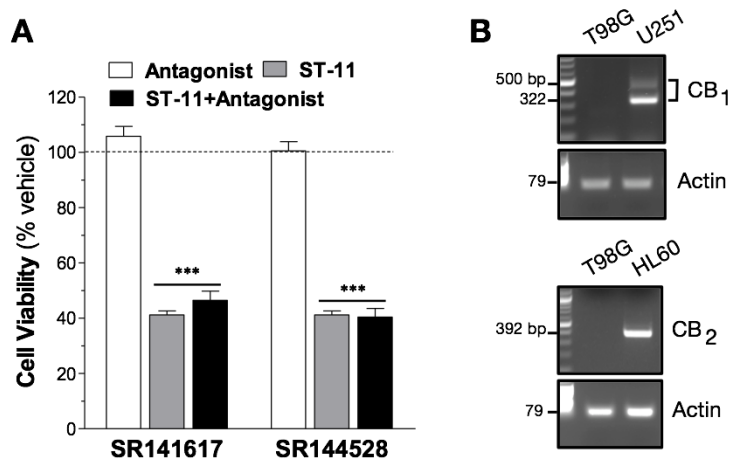 A
Antagonist ST-11
ST-11+Antagonist
Cell Viability (% vehicle)
120
100
80
60
40
20
0
***
***
SR141617
SR144528
B
T98G U251
500 bp
322
CB1
79
Actin
T98G HL60
392 bp
CB2
79
Actin